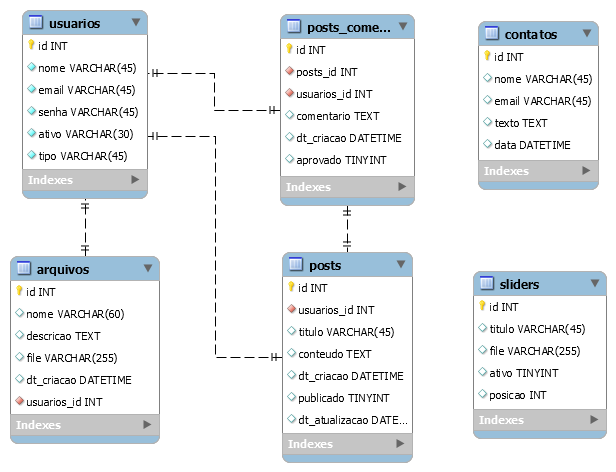 usuarios
id INT
nome VARCHAR(45)
email VARCHAR(45)
senha VARCHAR(45)
ativo VARCHAR(30)
tipo VARCHAR(45)
Indexes
posts_come...
id INT
posts_id INT
usuarios_id INT
comentario TEXT
dt_criacao DATETIME
aprovado TINYINT
Indexes
contatos
id INT
nome VARCHAR(45)
email VARCHAR(45)
texto TEXT
data DATETIME
Indexes
arquivos
id INT
nome VARCHAR(60)
descricao TEXT
file VARCHAR(255)
dt_criacao DATETIME
usuarios_id INT
Indexes
posts
id INT
usuarios_id INT
titulo VARCHAR(45)
conteudo TEXT
dt_criacao DATETIME
publicado TINYINT
dt_atualizacao DATE...
Indexes
sliders
id INT
titulo VARCHAR(45)
file VARCHAR(255)
ativo TINYINT
posicao INT
Indexes